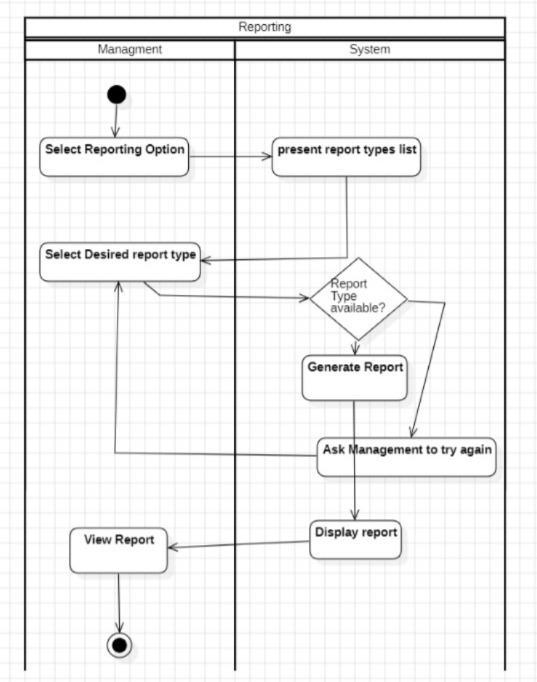 Reporting
Managment
System
Select Reporting Option
present report types list
Select Desired report type
Report
Type
available?
Generate Report
Ask Management to try again
Display report
View Report